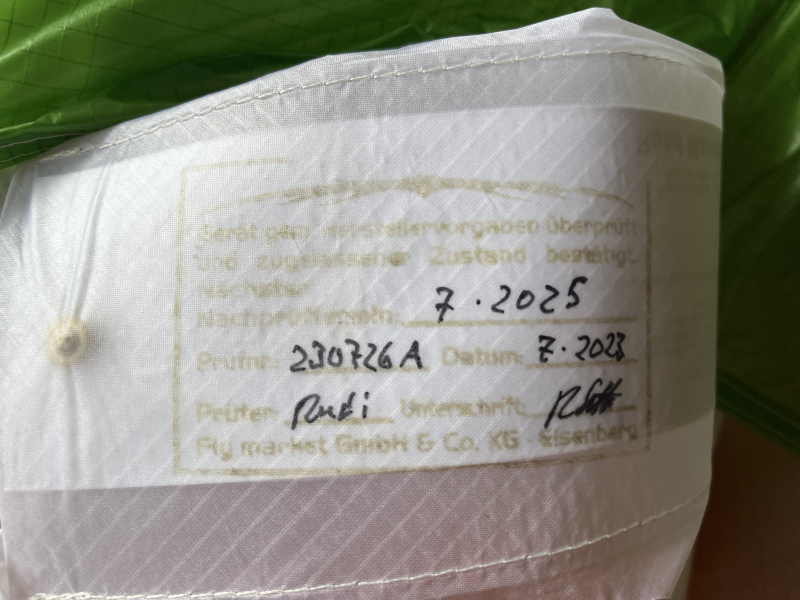 Gerät gem. Herstellervorgaben überprüft
und zugelassener Zustand bestätigt.
Nächster
Nachprüftermin: 7.2025
Prüfnr. 230726A Datum: 7.2023
Prüfer Rudi Unterschrift
Fly market GmbH & Co. KG - Eisenberg